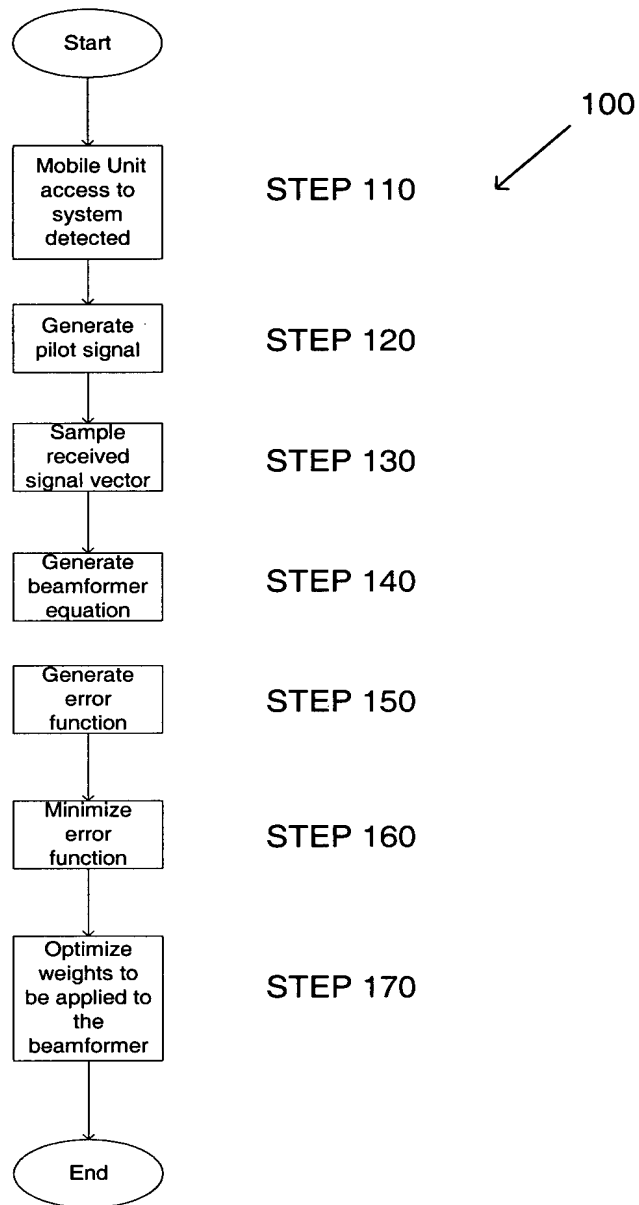 Start
100
Mobile Unit
access to
system
detected
STEP 110
Generate
pilot signal
STEP 120
Sample
received
signal vector
STEP 130
Generate
beamformer
equation
STEP 140
Generate
error
function
STEP 150
Minimize
error
function
STEP 160
Optimize
weights to
be applied to
the
beamformer
STEP 170
End